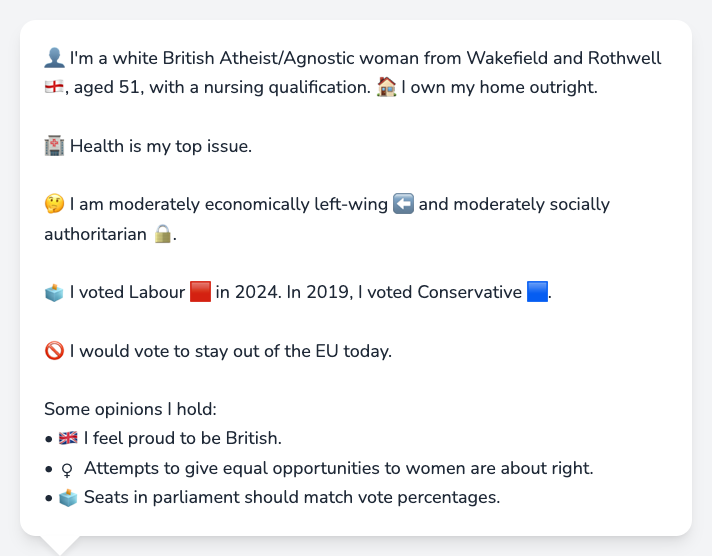 👤 I'm a white British Atheist/Agnostic woman from Wakefield and Rothwell
🏴󠁧󠁢󠁥󠁮󠁧󠁿, aged 51, with a nursing qualification. 🏠 I own my home outright.
🏥 Health is my top issue.
🤔 I am moderately economically left-wing ⬅️ and moderately socially
authoritarian 🔒.
🗳️ I voted Labour 🟥 in 2024. In 2019, I voted Conservative 🟦.
🚫 I would vote to stay out of the EU today.
Some opinions I hold:
• 🇬🇧 I feel proud to be British.
• ♀ Attempts to give equal opportunities to women are about right.
• 🗳️ Seats in parliament should match vote percentages.